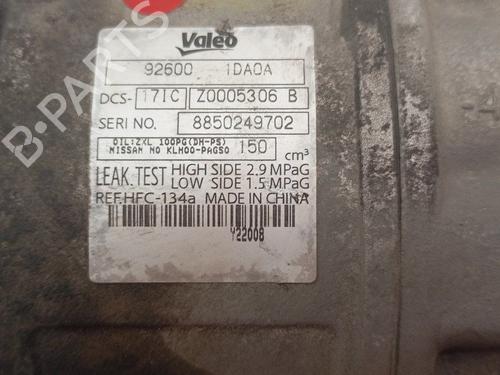 Valeo
92600 1DA0A
DCS- 17IC Z0005306 B
SERI NO. 8850249702
OIL:ZXL 100PG(DH-PS)
NISSAN NO KLH00-PAGS0 150 cm³
LEAK. TEST HIGH SIDE 2.9 MPaG
LOW SIDE 1.5 MPaG
REF.HFC-134a MADE IN CHINA
Y22008
B